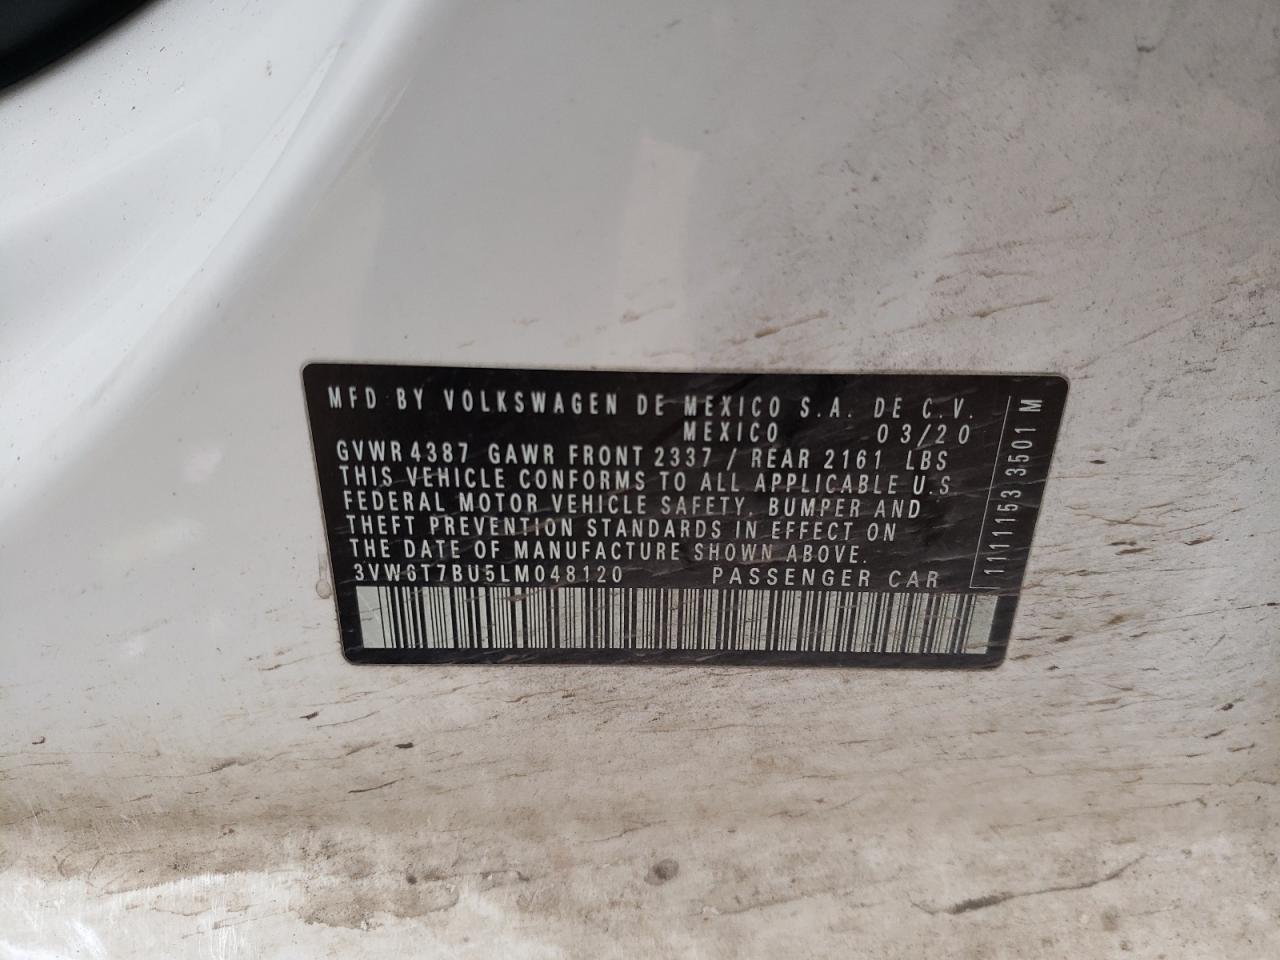 MFD BY VOLKSWAGEN DE MEXICO S.A. DE C.V.
MEXICO 03/20
GVWR 4387 GAWR FRONT 2337 / REAR 2161 LBS
THIS VEHICLE CONFORMS TO ALL APPLICABLE U.S
FEDERAL MOTOR VEHICLE SAFETY, BUMPER AND
THEFT PREVENTION STANDARDS IN EFFECT ON
THE DATE OF MANUFACTURE SHOWN ABOVE.
3VW6T7BU5LM048120 PASSENGER CAR
1111153 3501 M